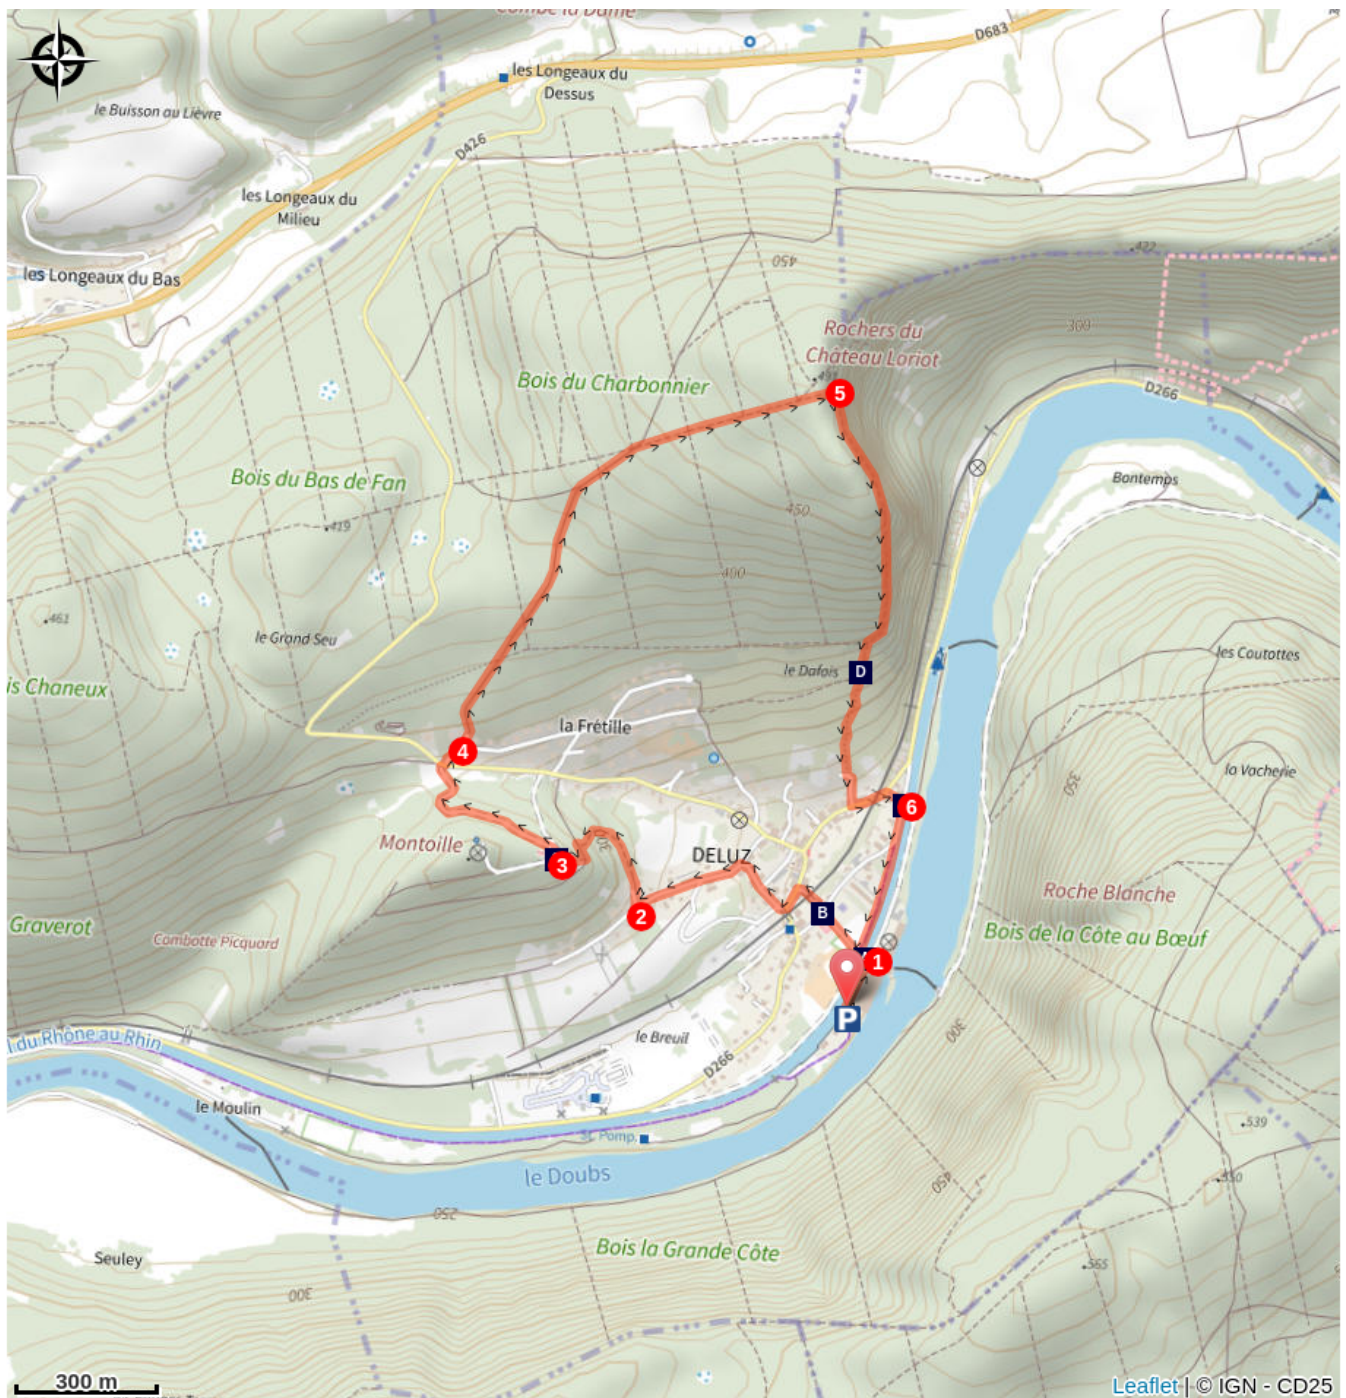 Combe la Dame
D683
les Longeaux du
Dessus
le Buisson au Lièvre
D426
les Longeaux du
Milieu
422
les Longeaux du Bas
450
300
Rochers du
Château Loriot
Bois du Charbonnier
D266
5
Bois du Bas de Fan
Bontemps
450
419
400
461
le Grand Seu
les Coutottes
le Dafois
D
is Chaneux
la Frétille
4
la Vacherie
350
6
300
Montoille
DELUZ
3
Roche Blanche
2
B
Graverot
Combotte Picquard
Bois de la Côte au Bœuf
1
P
300
l du Rhône au Rhin
le Breuil
D266
le Moulin
539
St. Pomp.
le Doubs
450
550
250
Bois la Grande Côte
Seuley
565
300
300 m
Leaflet | © IGN - CD25